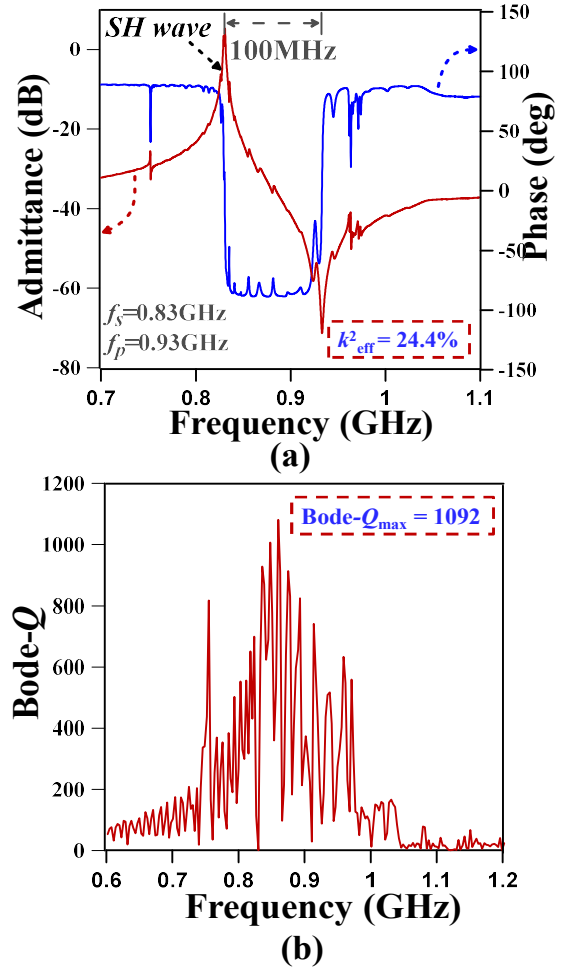 SH wave
100MHz
0
-20
-40
-60
-80
Admittance (dB)
150
100
50
0
-50
-100
-150
Phase (deg)
fs=0.83GHz
fp=0.93GHz
k²eff = 24.4%
0.7 0.8 0.9 1 1.1
Frequency (GHz)
(a)
1200
1000
800
600
400
200
0
Bode-Q
Bode-Qmax = 1092
0.6 0.7 0.8 0.9 1 1.1 1.2
Frequency (GHz)
(b)